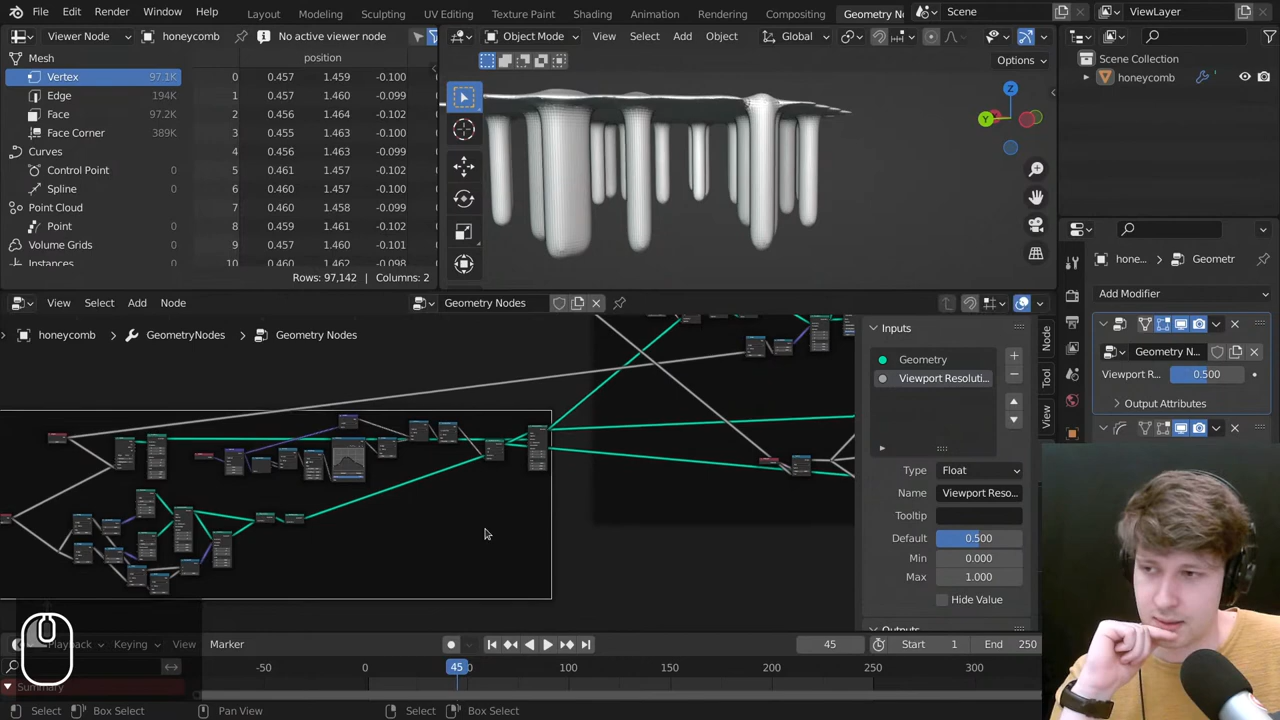 File Edit Render Window Help Layout Modeling Sculpting UV Editing Texture Paint Shading Animation Rendering Compositing Geometry No Scene ViewLayer
Viewer Node honeycomb No active viewer node
Object Mode View Select Add Object Global
Options
Mesh
position
Vertex 97.1K
Edge 194K
Face 97.2K
Face Corner 389K
Curves
Control Point 0
Spline 0
Point Cloud
Point 0
Volume Grids 0
Instances 0
0 0.457 1.459 -0.100
1 0.457 1.460 -0.099
2 0.456 1.464 -0.102
3 0.455 1.463 -0.099
4 0.456 1.463 -0.099
5 0.461 1.461 -0.102
6 0.460 1.460 -0.100
7 0.458 1.461 -0.099
8 0.459 1.461 -0.102
9 0.457 1.460 -0.101
10 0.457 1.462 -0.100
Rows: 97,142 | Columns: 2
Z
Y
Scene Collection
honeycomb
hone... Geometr
Add Modifier
Geometry N...
Viewport R... 0.500
Output Attributes
View Select Add Node Geometry Nodes
honeycomb GeometryNodes Geometry Nodes
Inputs
Geometry
Viewport Resoluti...
Type Float
Name Viewport Reso...
Tooltip
Default 0.500
Min 0.000
Max 1.000
Hide Value
Outputs
Node
Tool
View
Playback Keying View Marker 45 Start 1 End 250
-50 0 45 50 100 150 200 250 300
Summary
Select Box Select Pan View Select Box Select